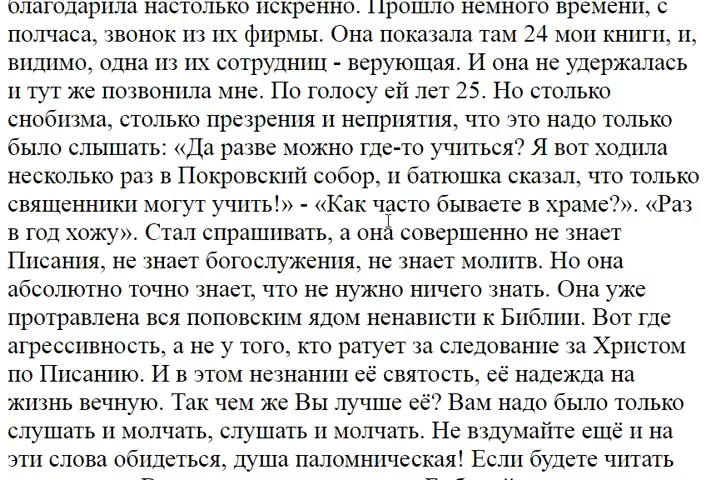 благодарила настолько искренно. Прошло немного времени, с
полчаса, звонок из их фирмы. Она показала там 24 мои книги, и,
видимо, одна из их сотрудниц - верующая. И она не удержалась
и тут же позвонила мне. По голосу ей лет 25. Но столько
снобизма, столько презрения и неприятия, что это надо только
было слышать: «Да разве можно где-то учиться? Я вот ходила
несколько раз в Покровский собор, и батюшка сказал, что только
священники могут учить!» - «Как часто бываете в храме?». «Раз
в год хожу». Стал спрашивать, а она совершенно не знает
Писания, не знает богослужения, не знает молитв. Но она
абсолютно точно знает, что не нужно ничего знать. Она уже
протравлена вся поповским ядом ненависти к Библии. Вот где
агрессивность, а не у того, кто ратует за следование за Христом
по Писанию. И в этом незнании её святость, её надежда на
жизнь вечную. Так чем же Вы лучше её? Вам надо было только
слушать и молчать, слушать и молчать. Не вздумайте ещё и на
эти слова обидеться, душа паломническая! Если будете читать